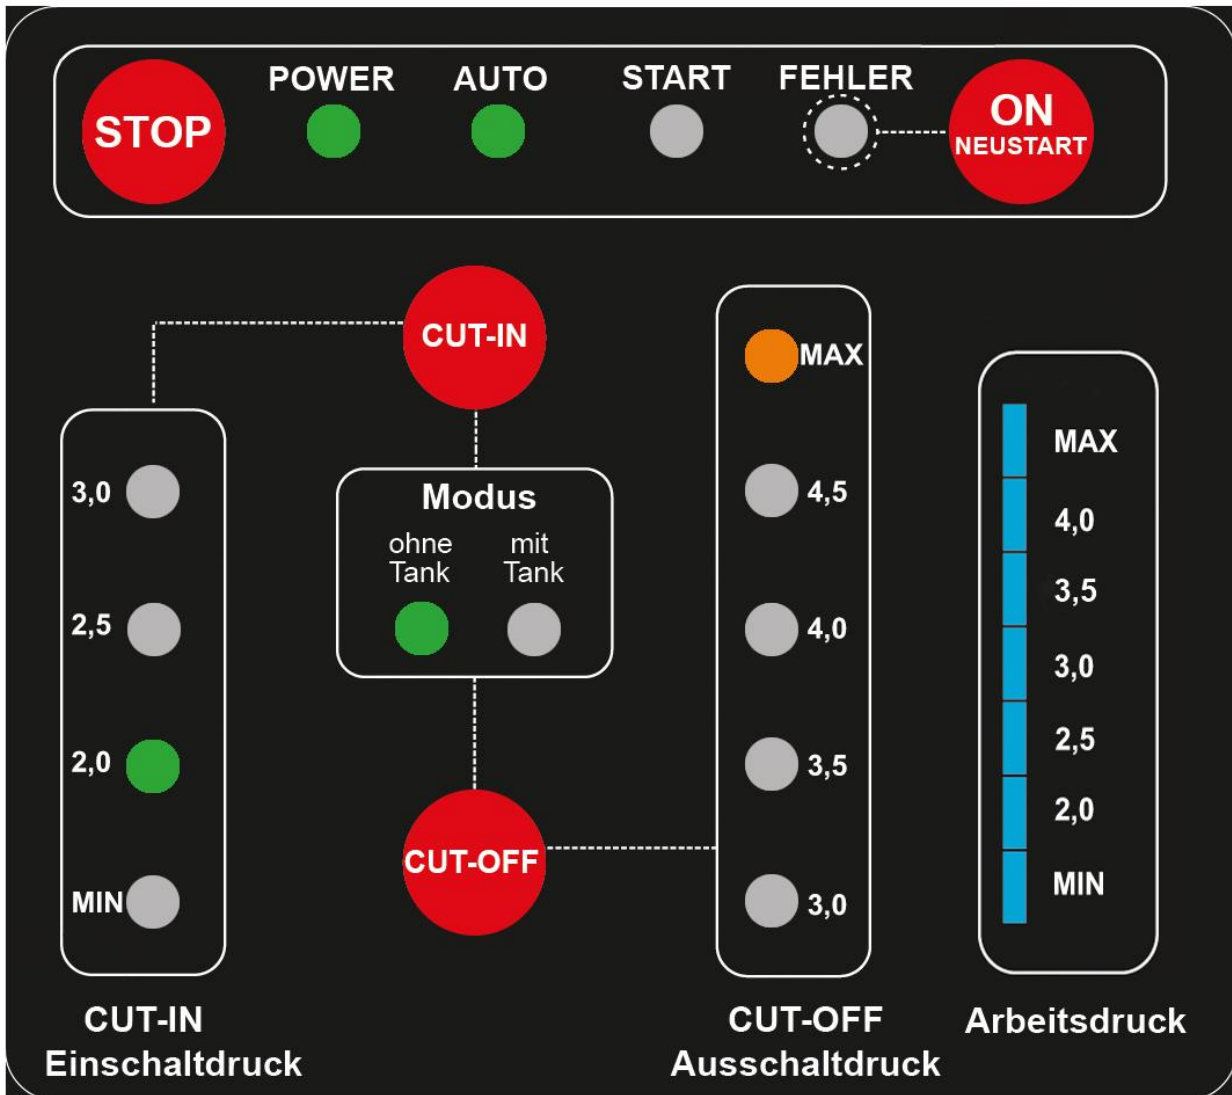 STOP
POWER
AUTO
START
FEHLER
ON
NEUSTART
CUT-IN
3,0
2,5
2,0
MIN
CUT-IN
Einschaltdruck
Modus
ohne
Tank
mit
Tank
CUT-OFF
MAX
4,5
4,0
3,5
3,0
CUT-OFF
Ausschaltdruck
MAX
4,0
3,5
3,0
2,5
2,0
MIN
Arbeitsdruck